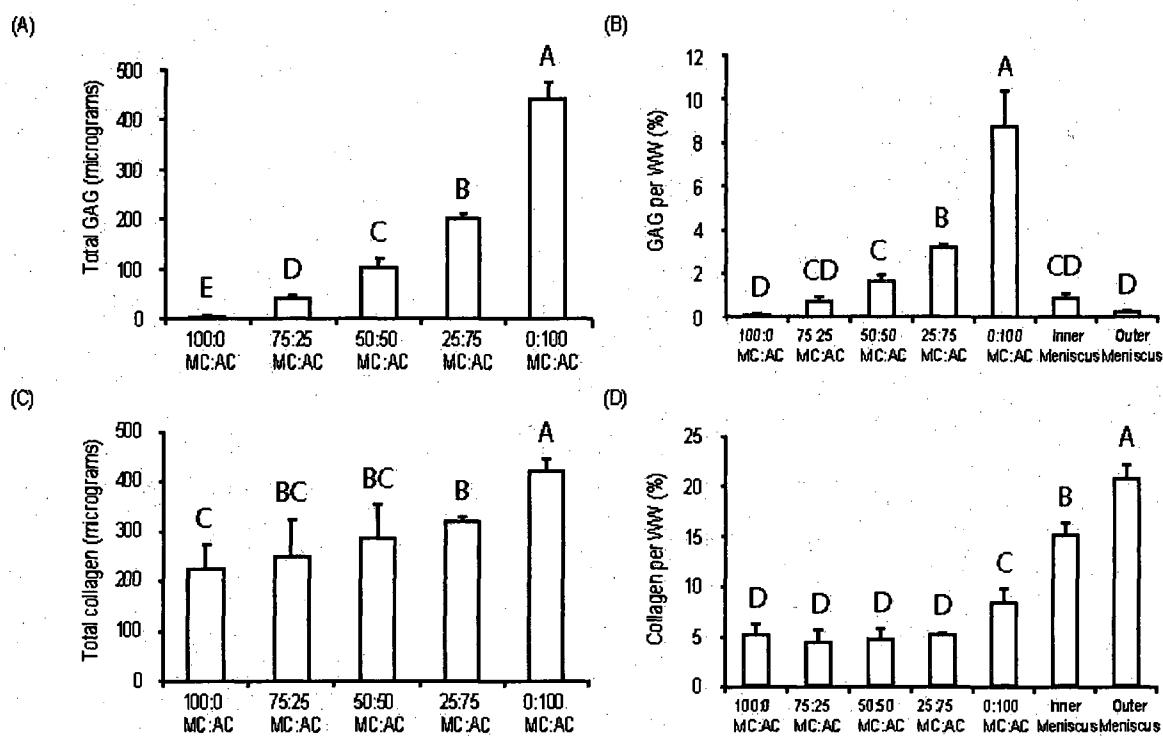 (A)
Total GAG (micrograms)
500
400
300
200
100
0
E
D
C
B
A
100:0 75:25 50:50 25:75 0:100
MC:AC MC:AC MC:AC MC:AC MC:AC
(B)
GAG per WW (%)
12
10
8
6
4
2
0
D
CD
C
B
A
CD
D
100:0 75:25 50:50 25:75 0:100 Inner Outer
MC:AC MC:AC MC:AC MC:AC MC:AC Meniscus Meniscus
(C)
Total collagen (micrograms)
500
400
300
200
100
0
C
BC
BC
B
A
100:0 75:25 50:50 25:75 0:100
MC:AC MC:AC MC:AC MC:AC MC:AC
(D)
Collagen per WW (%)
25
20
15
10
5
0
D
D
D
D
C
B
A
100:0 75:25 50:50 25:75 0:100 Inner Outer
MC:AC MC:AC MC:AC MC:AC MC:AC Meniscus Meniscus